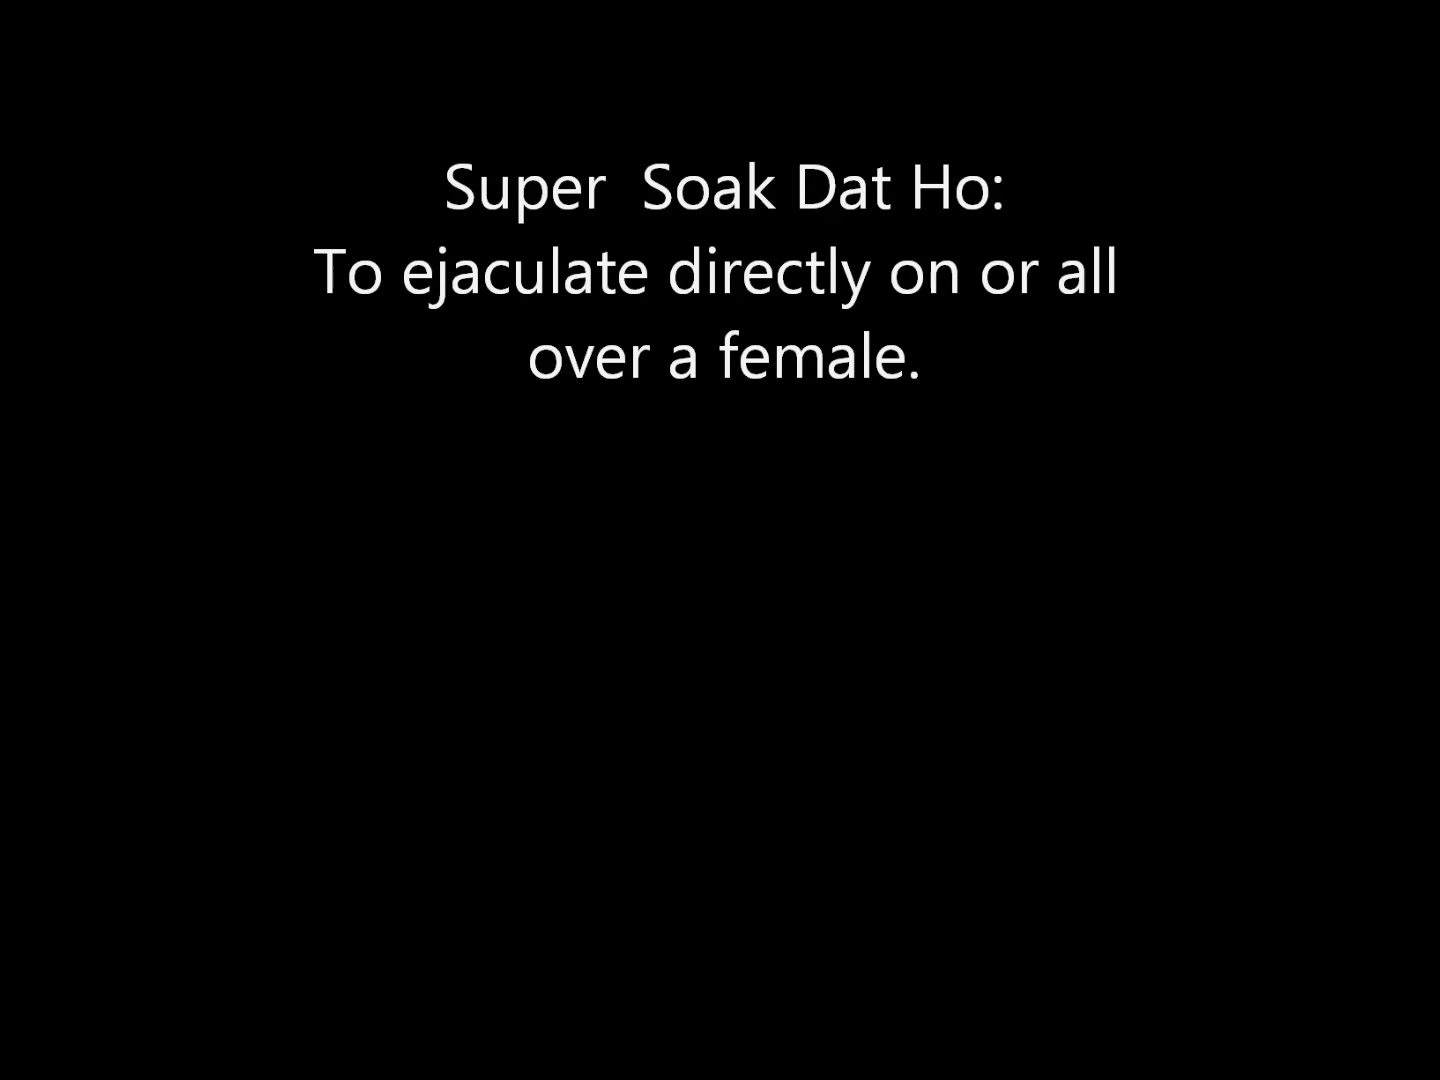 Super  Soak Dat Ho:
To ejaculate directly on or all
over a female.